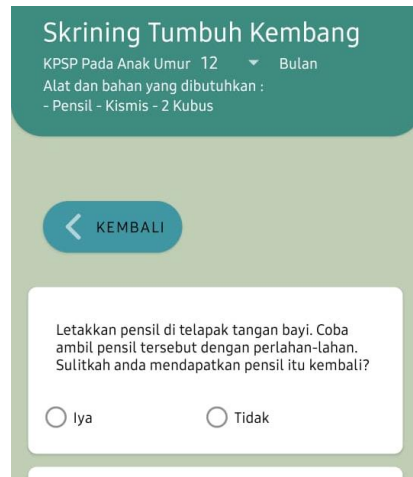 Skrining Tumbuh Kembang
KPSP Pada Anak Umur 12 Bulan
Alat dan bahan yang dibutuhkan :
- Pensil - Kismis - 2 Kubus
KEMBALI
Letakkan pensil di telapak tangan bayi. Coba
ambil pensil tersebut dengan perlahan-lahan.
Sulitkah anda mendapatkan pensil itu kembali?
Iya Tidak